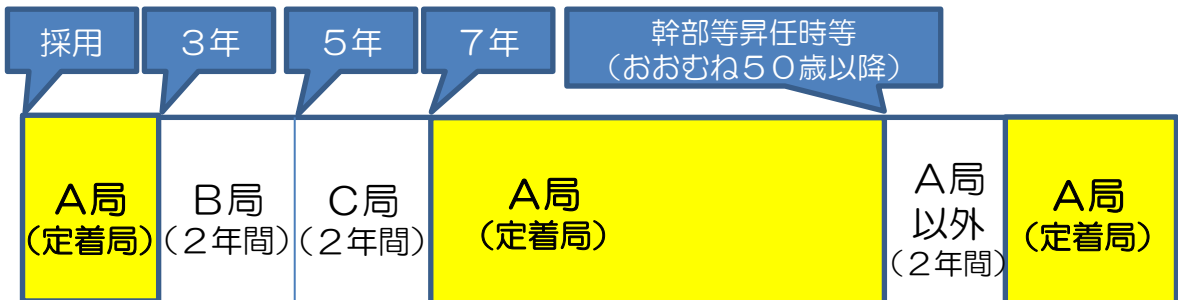 採用
３年
５年
７年
幹部等昇任時等
（おおむね５０歳以降）
Ａ局
（定着局）
Ｂ局
（２年間）
Ｃ局
（２年間）
Ａ局
（定着局）
Ａ局
以外
（２年間）
Ａ局
（定着局）